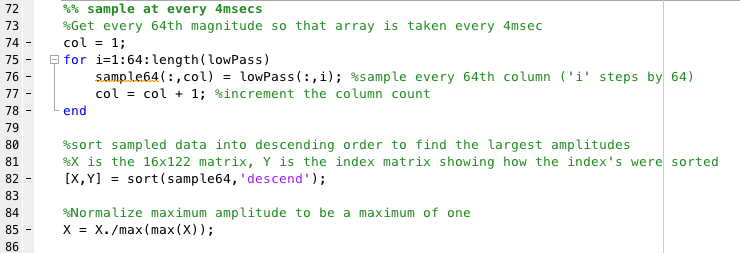 72 %% sample at every 4msecs
73 %Get every 64th magnitude so that array is taken every 4msec
74 - col = 1;
75 - for i=1:64:length(lowPass)
76 - sample64(:,col) = lowPass(:,i); %sample every 64th column ('i' steps by 64)
77 - col = col + 1; %increment the column count
78 - end
79
80 %sort sampled data into descending order to find the largest amplitudes
81 %X is the 16x122 matrix, Y is the index matrix showing how the index's were sorted
82 - [X,Y] = sort(sample64,'descend');
83
84 %Normalize maximum amplitude to be a maximum of one
85 - X = X./max(max(X));
86